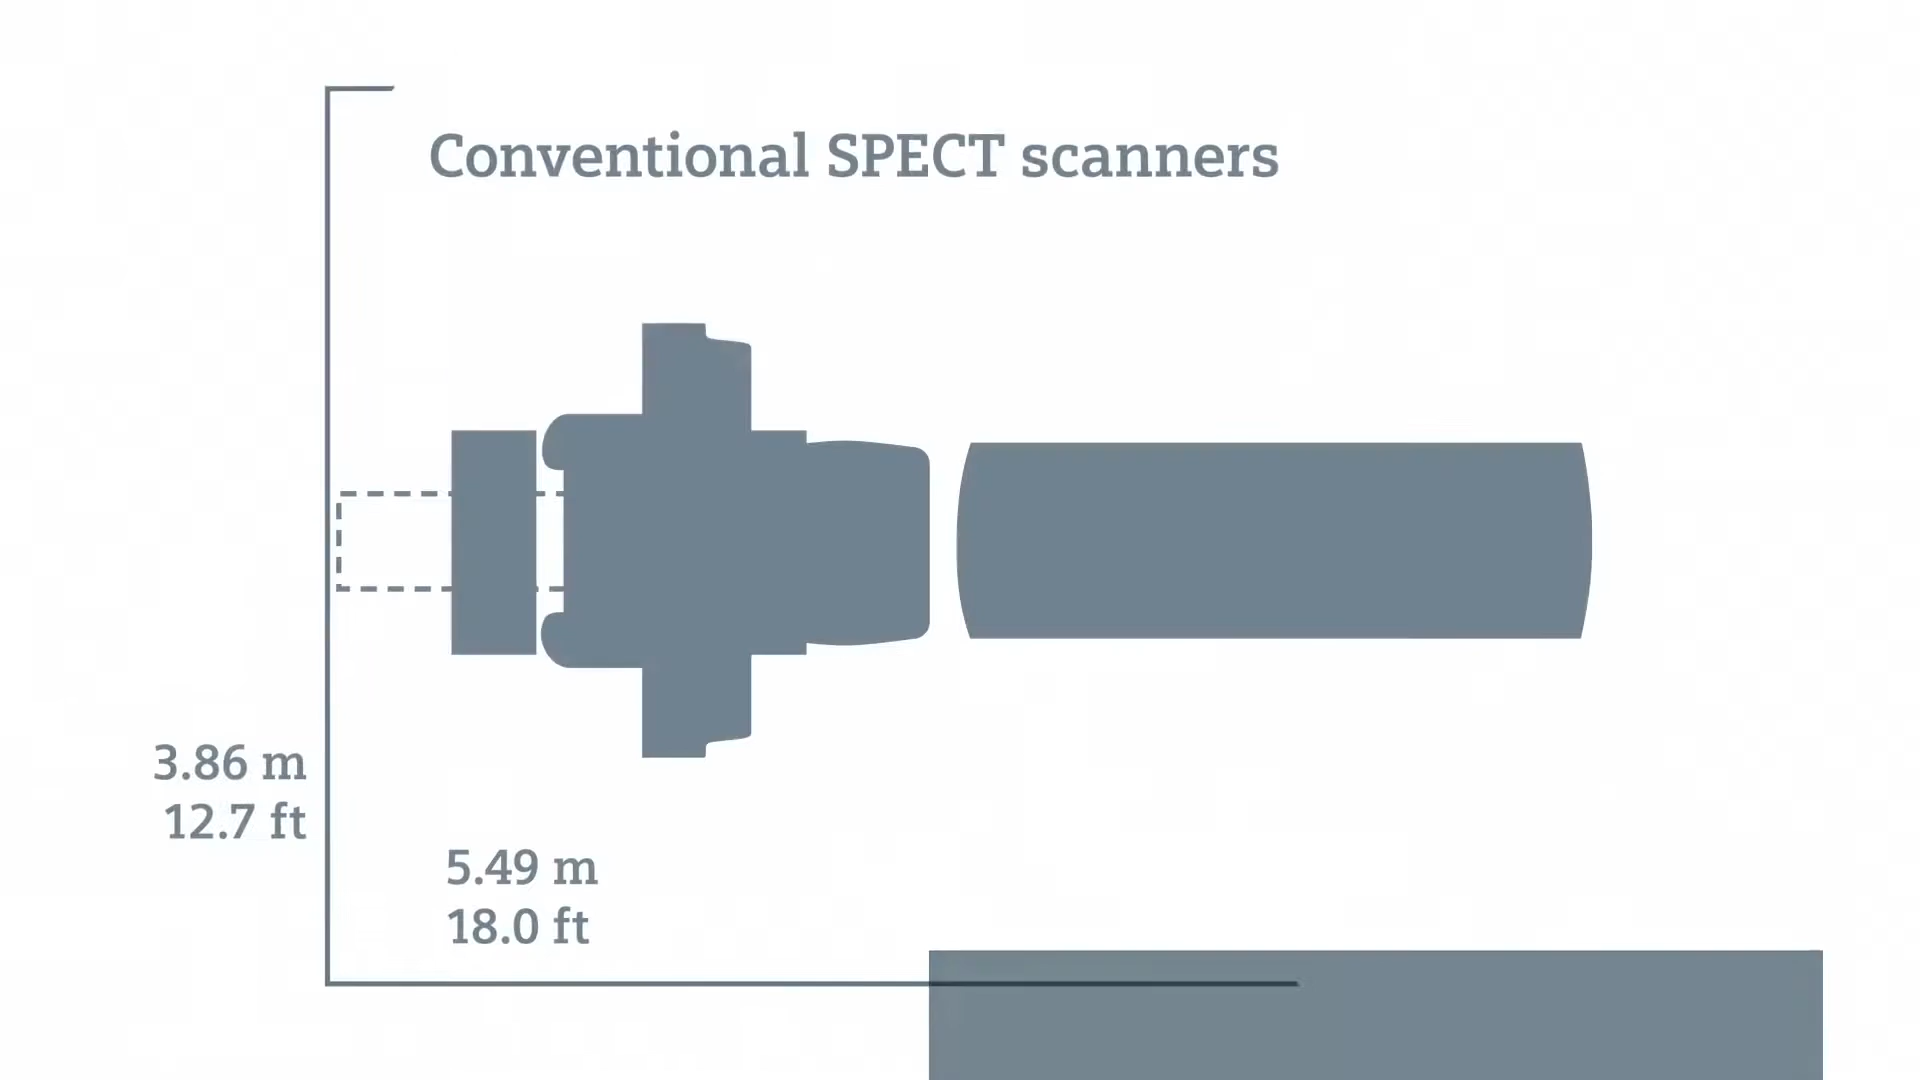 Conventional SPECT scanners
3.86 m
12.7 ft
5.49 m
18.0 ft